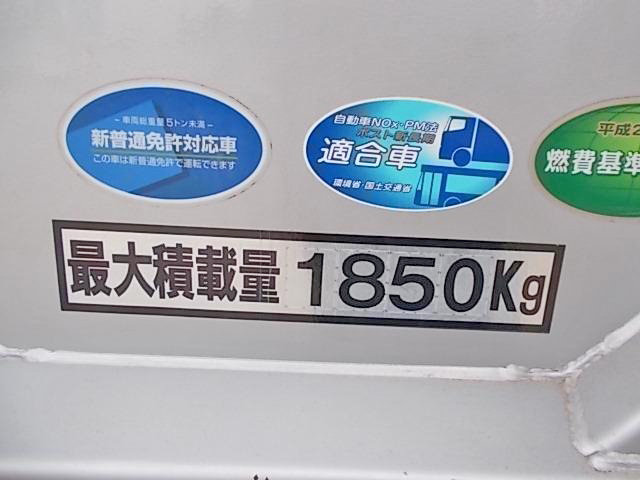 －車両総重量5トン未満－
新普通免許対応車
この車は新普通免許で運転できます
自動車NOx・PM法
ポスト新長期
適合車
環境省・国土交通省
平成2
燃費基準
最大積載量 1850Kg